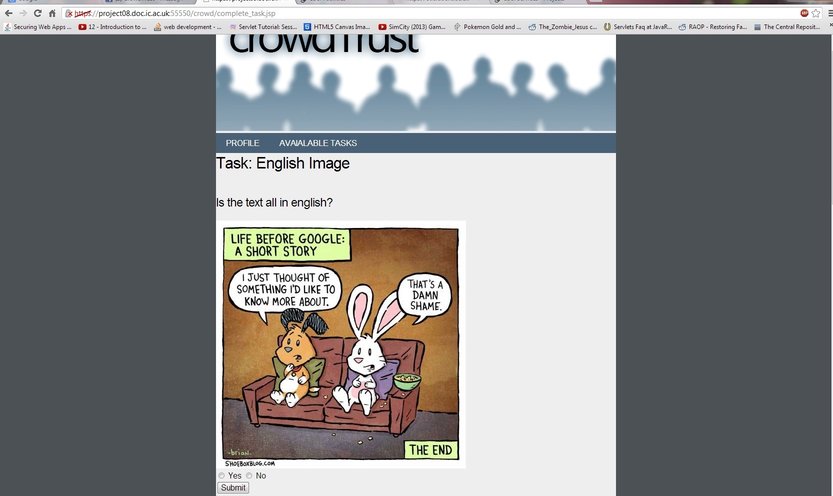 https://project08.doc.ic.ac.uk:55550/crowd/complete_task.jsp
Securing Web Apps ... 12 - Introduction to ... web development - ... Servlet Tutorial: Sess... HTML5 Canvas Ima... SimCity (2013) Gam... Pokemon Gold and ... The_Zombie_Jesus c... Servlets Faq at JavaR... RAOP - Restoring Fa... The Central Reposit...
crowdTrust
PROFILE AVAIALABLE TASKS
Task: English Image
Is the text all in english?
LIFE BEFORE GOOGLE:
A SHORT STORY
I JUST THOUGHT OF
SOMETHING I'D LIKE TO
KNOW MORE ABOUT.
THAT'S A
DAMN
SHAME.
THE END
-brian.
SHOEBOXBLOG.COM
Yes No
Submit